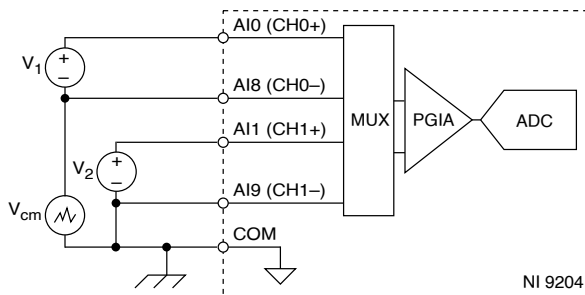 AI0 (CH0+)
V1
+
–
AI8 (CH0–)
MUX
PGIA
ADC
AI1 (CH1+)
V2
+
–
AI9 (CH1–)
Vcm
COM
NI 9204